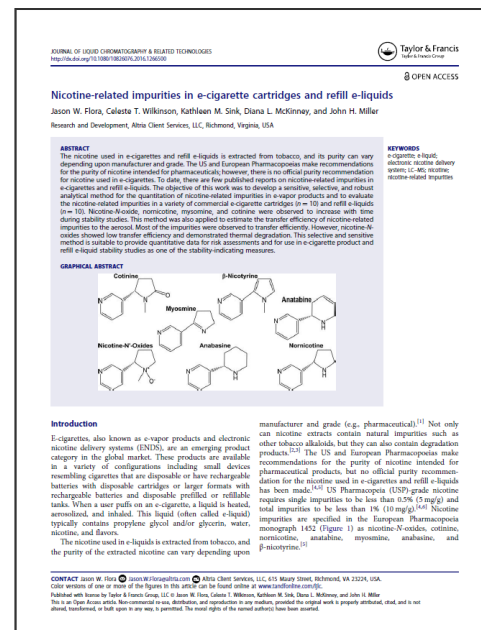 JOURNAL OF LIQUID CHROMATOGRAPHY & RELATED TECHNOLOGIES
http://dx.doi.org/10.1080/10826076.2016.1266500
Taylor & Francis
Taylor & Francis Group
OPEN ACCESS
Nicotine-related impurities in e-cigarette cartridges and refill e-liquids
Jason W. Flora, Celeste T. Wilkinson, Kathleen M. Sink, Diana L. McKinney, and John H. Miller
Research and Development, Altria Client Services, LLC, Richmond, Virginia, USA
ABSTRACT
The nicotine used in e-cigarettes and refill e-liquids is extracted from tobacco, and its purity can vary
depending upon manufacturer and grade. The US and European Pharmacopoeias make recommendations
for the purity of nicotine intended for pharmaceuticals; however, there is no official purity recommendation
for nicotine used in e-cigarettes. To date, there are few published reports on nicotine-related impurities in
e-cigarettes and refill e-liquids. The objective of this work was to develop a sensitive, selective, and robust
analytical method for the quantitation of nicotine-related impurities in e-vapor products and to evaluate
the nicotine-related impurities in a variety of commercial e-cigarette cartridges (n = 10) and refill e-liquids
(n = 10). Nicotine-N-oxide, nornicotine, myosmine, and cotinine were observed to increase with time
during stability studies. This method was also applied to estimate the transfer efficiency of nicotine-related
impurities to the aerosol. Most of the impurities were observed to transfer efficiently. However, nicotine-N-
oxides showed low transfer efficiency and demonstrated thermal degradation. This selective and sensitive
method is suitable to provide quantitative data for risk assessments and for use in e-cigarette product and
refill e-liquid stability studies as one of the stability-indicating measures.
KEYWORDS
e-cigarette; e-liquid;
electronic nicotine delivery
system; LC–MS; nicotine;
nicotine-related impurities
GRAPHICAL ABSTRACT
Cotinine
β-Nicotyrine
Myosmine
Anatabine
Nicotine-N'-Oxides
Anabasine
Nornicotine
Introduction
E-cigarettes, also known as e-vapor products and electronic
nicotine delivery systems (ENDS), are an emerging product
category in the global market. These products are available
in a variety of configurations including small devices
resembling cigarettes that are disposable or have rechargeable
batteries with disposable cartridges or larger formats with
rechargeable batteries and disposable prefilled or refillable
tanks. When a user puffs on an e-cigarette, a liquid is heated,
aerosolized, and inhaled. This liquid (often called e-liquid)
typically contains propylene glycol and/or glycerin, water,
nicotine, and flavors.
The nicotine used in e-liquids is extracted from tobacco, and
the purity of the extracted nicotine can vary depending upon
manufacturer and grade (e.g., pharmaceutical).[1] Not only
can nicotine extracts contain natural impurities such as
other tobacco alkaloids, but they can also contain degradation
products.[2,3] The US and European Pharmacopoeias make
recommendations for the purity of nicotine intended for
pharmaceutical products, but no official purity recommen-
dation for the nicotine used in e-cigarettes and refill e-liquids
has been made.[4,5] US Pharmacopeia (USP)-grade nicotine
requires single impurities to be less than 0.5% (5 mg/g) and
total impurities to be less than 1% (10 mg/g).[4,6] Nicotine
impurities are specified in the European Pharmacopoeia
monograph 1452 (Figure 1) as nicotine-N-oxides, cotinine,
nornicotine, anatabine, myosmine, anabasine, and
β-nicotyrine.[5]
CONTACT Jason W. Flora Jason.W.Flora@altria.com Altria Client Services, LLC, 615 Maury Street, Richmond, VA 23224, USA.
Color versions of one or more of the figures in this article can be found online at www.tandfonline.com/ljlc.
Published with license by Taylor & Francis Group, LLC © Jason W. Flora, Celeste T. Wilkinson, Kathleen M. Sink, Diana L. McKinney, and John H. Miller
This is an Open Access article. Non-commercial re-use, distribution, and reproduction in any medium, provided the original work is properly attributed, cited, and is not
altered, transformed, or built upon in any way, is permitted. The moral rights of the named author(s) have been asserted.